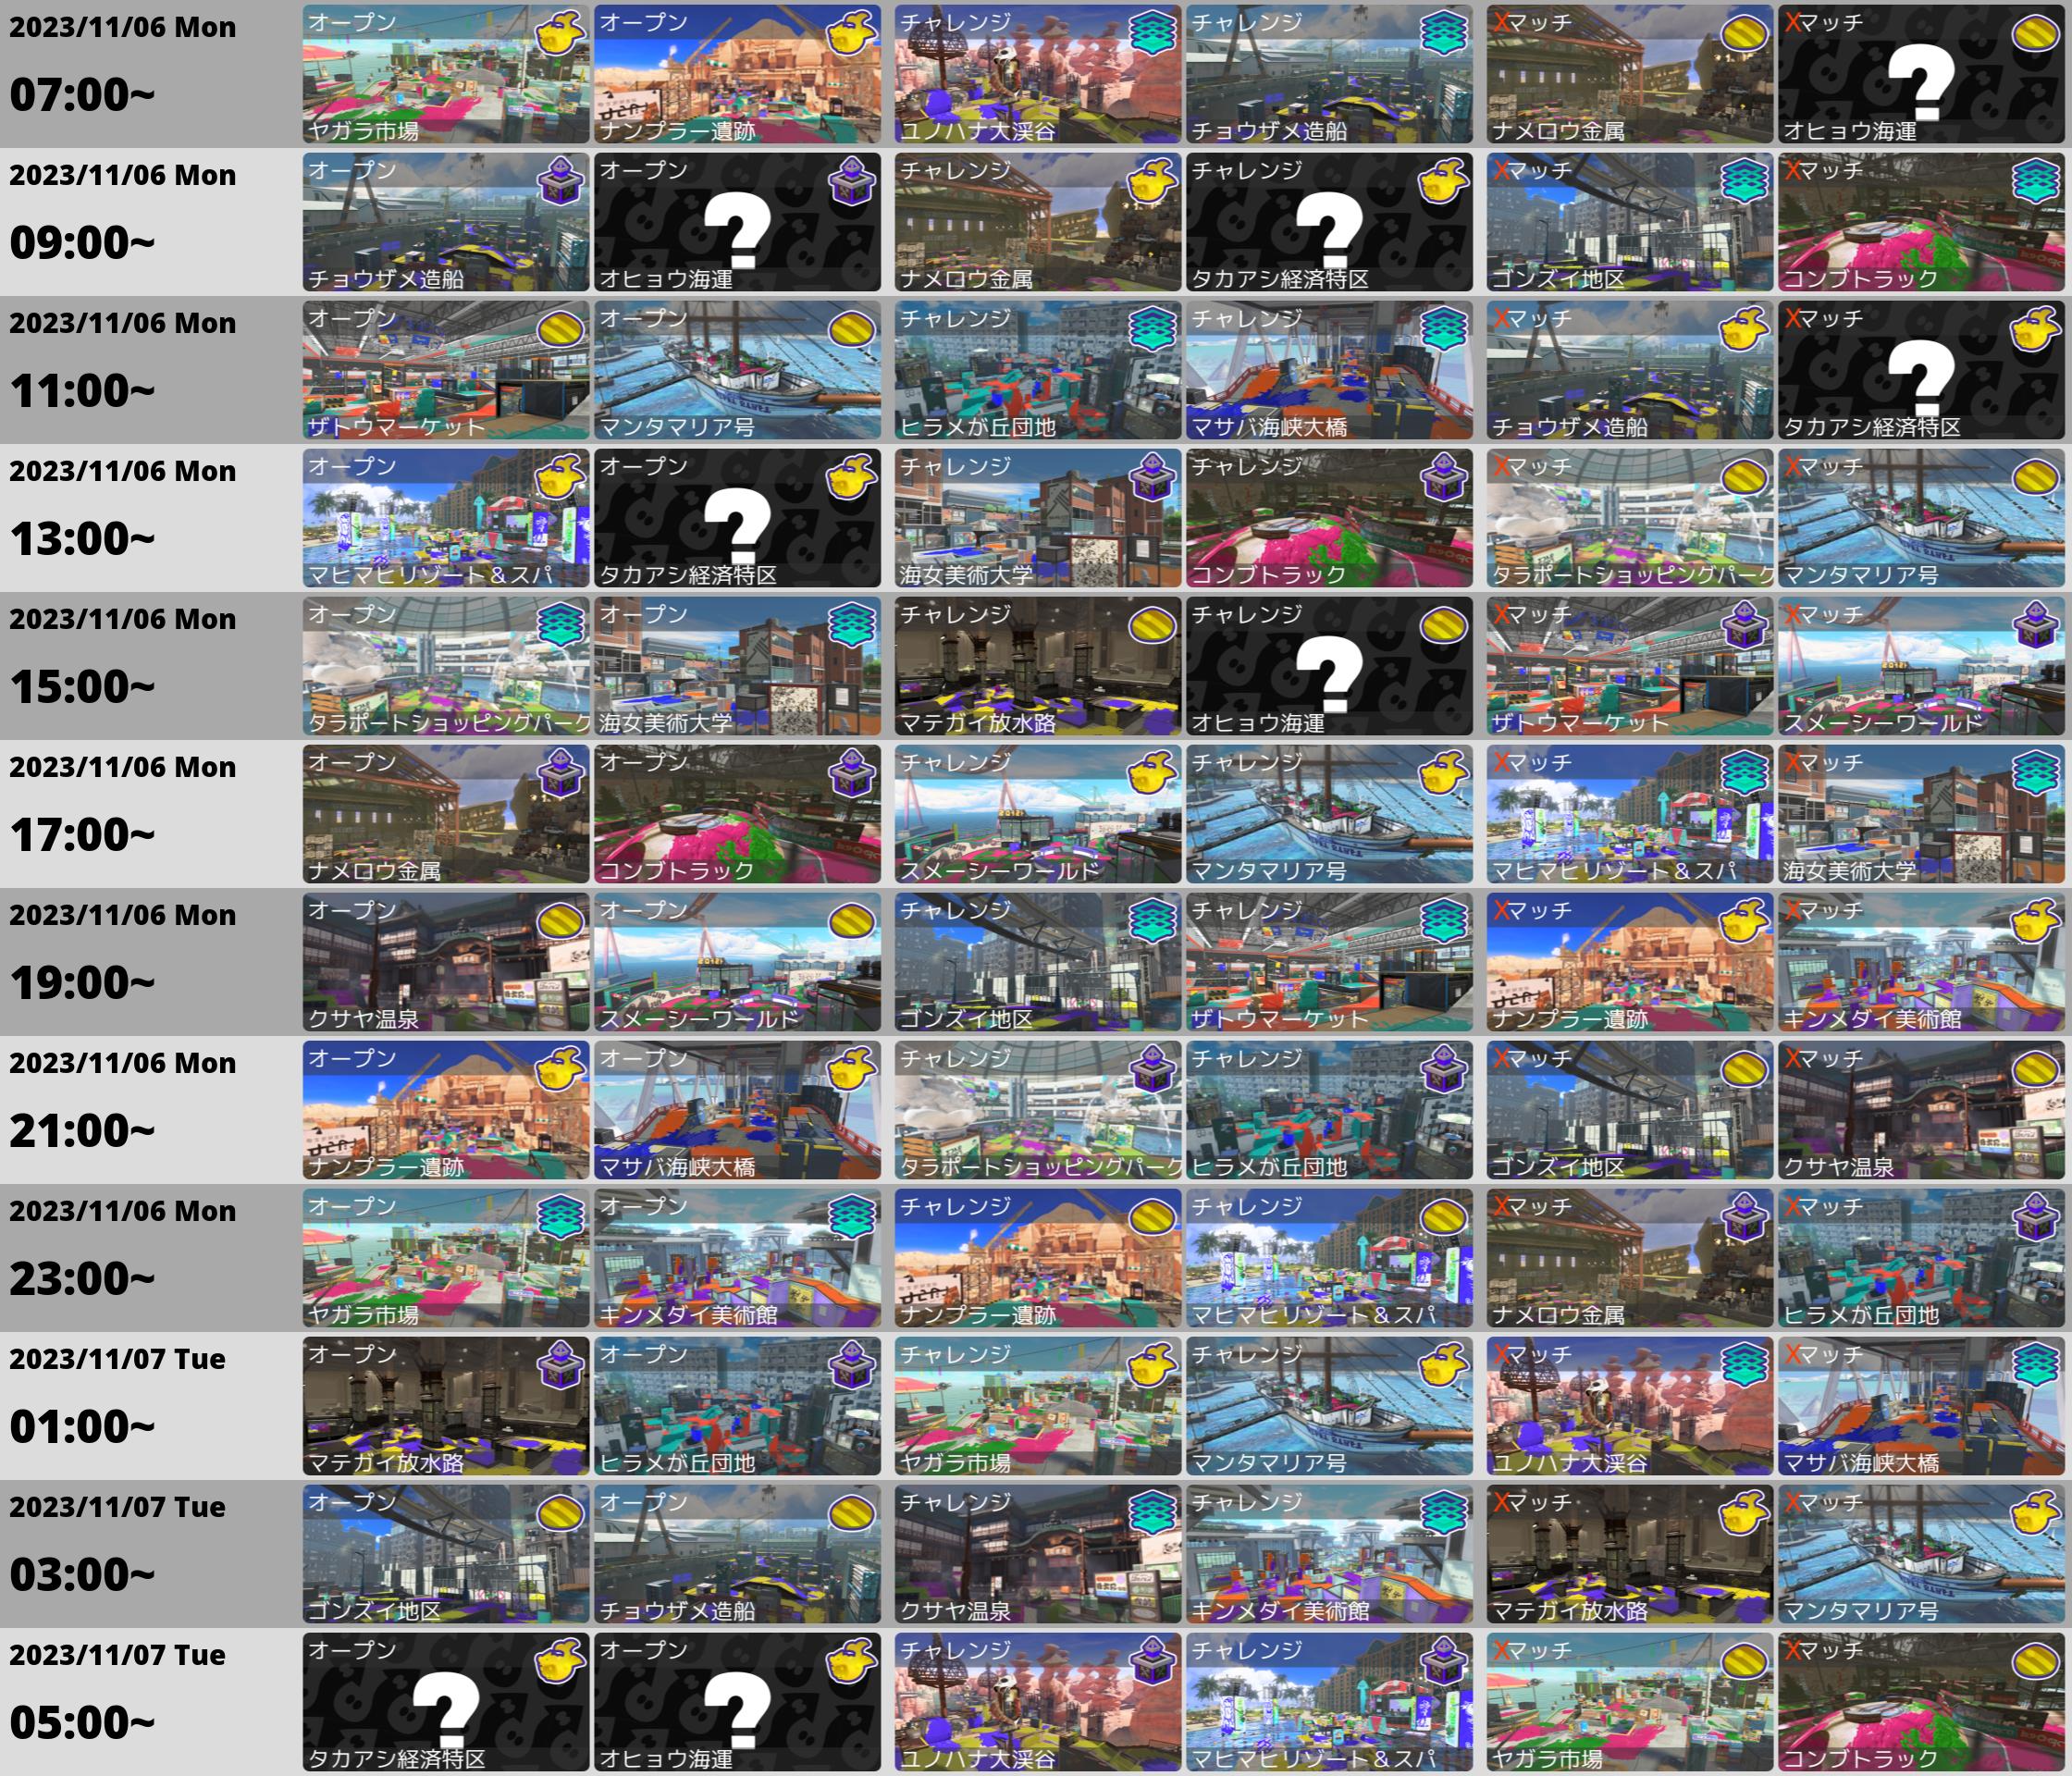 2023/11/06 Mon
07:00~
オープン
ヤガラ市場
オープン
ナンプラー遺跡
チャレンジ
ユノハナ大渓谷
チャレンジ
チョウザメ造船
Xマッチ
ナメロウ金属
Xマッチ
?
オヒョウ海運
2023/11/06 Mon
09:00~
オープン
チョウザメ造船
オープン
?
オヒョウ海運
チャレンジ
ナメロウ金属
チャレンジ
?
タカアシ経済特区
Xマッチ
ゴンズイ地区
Xマッチ
コンブトラック
2023/11/06 Mon
11:00~
オープン
ザトウマーケット
オープン
マンタマリア号
チャレンジ
ヒラメが丘団地
チャレンジ
マサバ海峡大橋
Xマッチ
チョウザメ造船
Xマッチ
?
タカアシ経済特区
2023/11/06 Mon
13:00~
オープン
マヒマヒリゾート&スパ
オープン
?
タカアシ経済特区
チャレンジ
海女美術大学
チャレンジ
コンブトラック
Xマッチ
タラポートショッピングパーク
Xマッチ
マンタマリア号
2023/11/06 Mon
15:00~
オープン
タラポートショッピングパーク
オープン
海女美術大学
チャレンジ
マテガイ放水路
チャレンジ
?
オヒョウ海運
Xマッチ
ザトウマーケット
Xマッチ
スメーシーワールド
2023/11/06 Mon
17:00~
オープン
ナメロウ金属
オープン
コンブトラック
チャレンジ
スメーシーワールド
チャレンジ
マンタマリア号
Xマッチ
マヒマヒリゾート&スパ
Xマッチ
海女美術大学
2023/11/06 Mon
19:00~
オープン
クサヤ温泉
オープン
スメーシーワールド
チャレンジ
ゴンズイ地区
チャレンジ
ザトウマーケット
Xマッチ
ナンプラー遺跡
Xマッチ
キンメダイ美術館
2023/11/06 Mon
21:00~
オープン
ナンプラー遺跡
オープン
マサバ海峡大橋
チャレンジ
タラポートショッピングパーク
チャレンジ
ヒラメが丘団地
Xマッチ
ゴンズイ地区
Xマッチ
クサヤ温泉
2023/11/06 Mon
23:00~
オープン
ヤガラ市場
オープン
キンメダイ美術館
チャレンジ
ナンプラー遺跡
チャレンジ
マヒマヒリゾート&スパ
Xマッチ
ナメロウ金属
Xマッチ
ヒラメが丘団地
2023/11/07 Tue
01:00~
オープン
マテガイ放水路
オープン
ヒラメが丘団地
チャレンジ
ヤガラ市場
チャレンジ
マンタマリア号
Xマッチ
ユノハナ大渓谷
Xマッチ
マサバ海峡大橋
2023/11/07 Tue
03:00~
オープン
ゴンズイ地区
オープン
チョウザメ造船
チャレンジ
クサヤ温泉
チャレンジ
キンメダイ美術館
Xマッチ
マテガイ放水路
Xマッチ
マンタマリア号
2023/11/07 Tue
05:00~
オープン
?
タカアシ経済特区
オープン
?
オヒョウ海運
チャレンジ
ユノハナ大渓谷
チャレンジ
マヒマヒリゾート&スパ
Xマッチ
ヤガラ市場
Xマッチ
コンブトラック